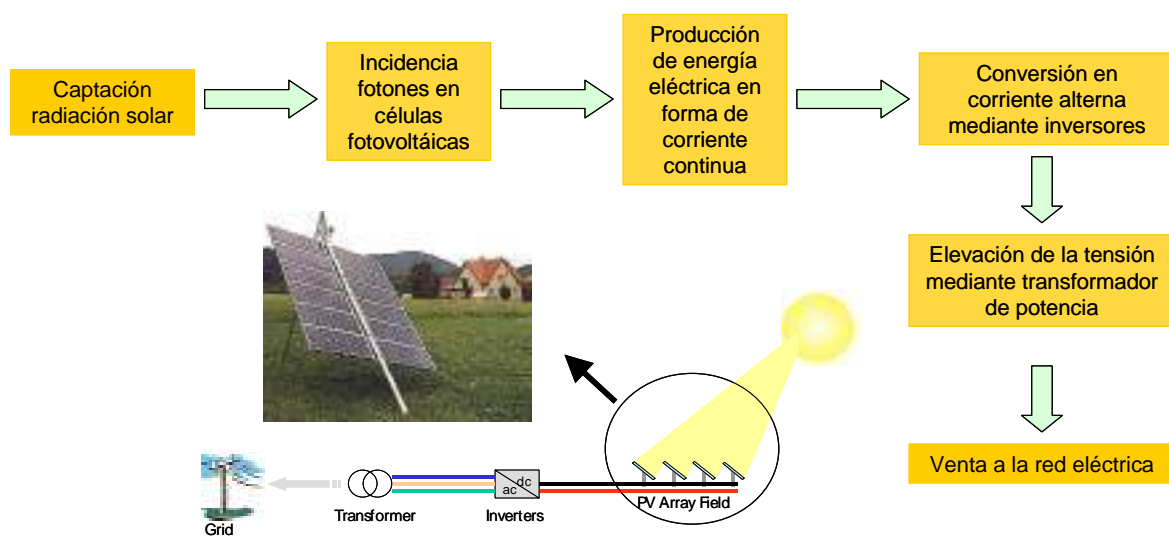 Captación
radiación solar
Incidencia
fotones en
células
fotovoltáicas
Producción
de energía
eléctrica en
forma de
corriente
continua
Conversión en
corriente alterna
mediante inversores
Elevación de la tensión
mediante transformador
de potencia
Venta a la red eléctrica
Grid
Transformer
ac
dc
Inverters
PV Array Field